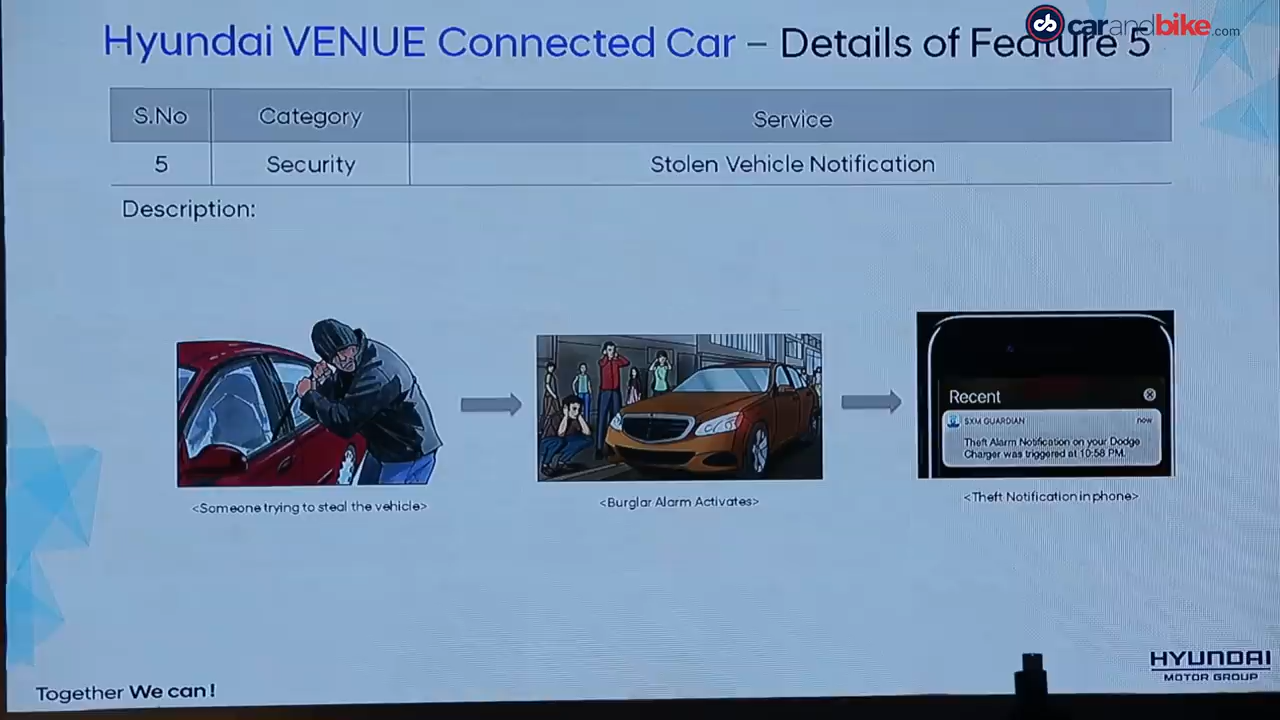 carandbike.com
Hyundai VENUE Connected Car – Details of Feature 5
S.No Category Service
5 Security Stolen Vehicle Notification
Description:
Recent
SXM GUARDIAN now
Theft Alarm Notification on your Dodge
Charger was triggered at 10:58 PM.
<Someone trying to steal the vehicle>
<Burglar Alarm Activates>
<Theft Notification in phone>
HYUNDAI
MOTOR GROUP
Together We can!